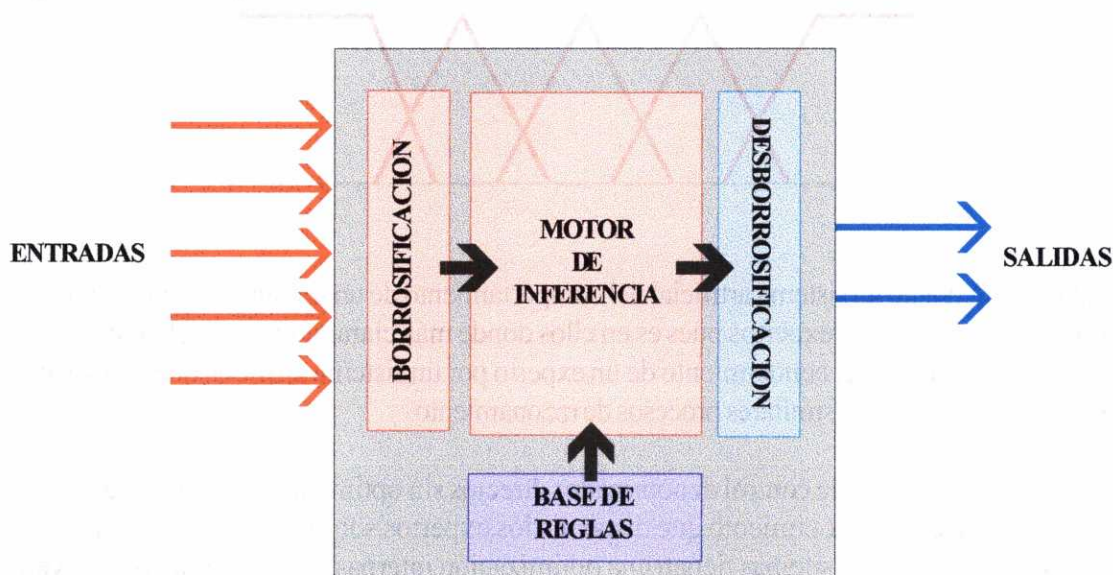 ENTRADAS
BORROSIFICACION
MOTOR
DE
INFERENCIA
DESBORROSIFICACION
BASE DE
REGLAS
SALIDAS